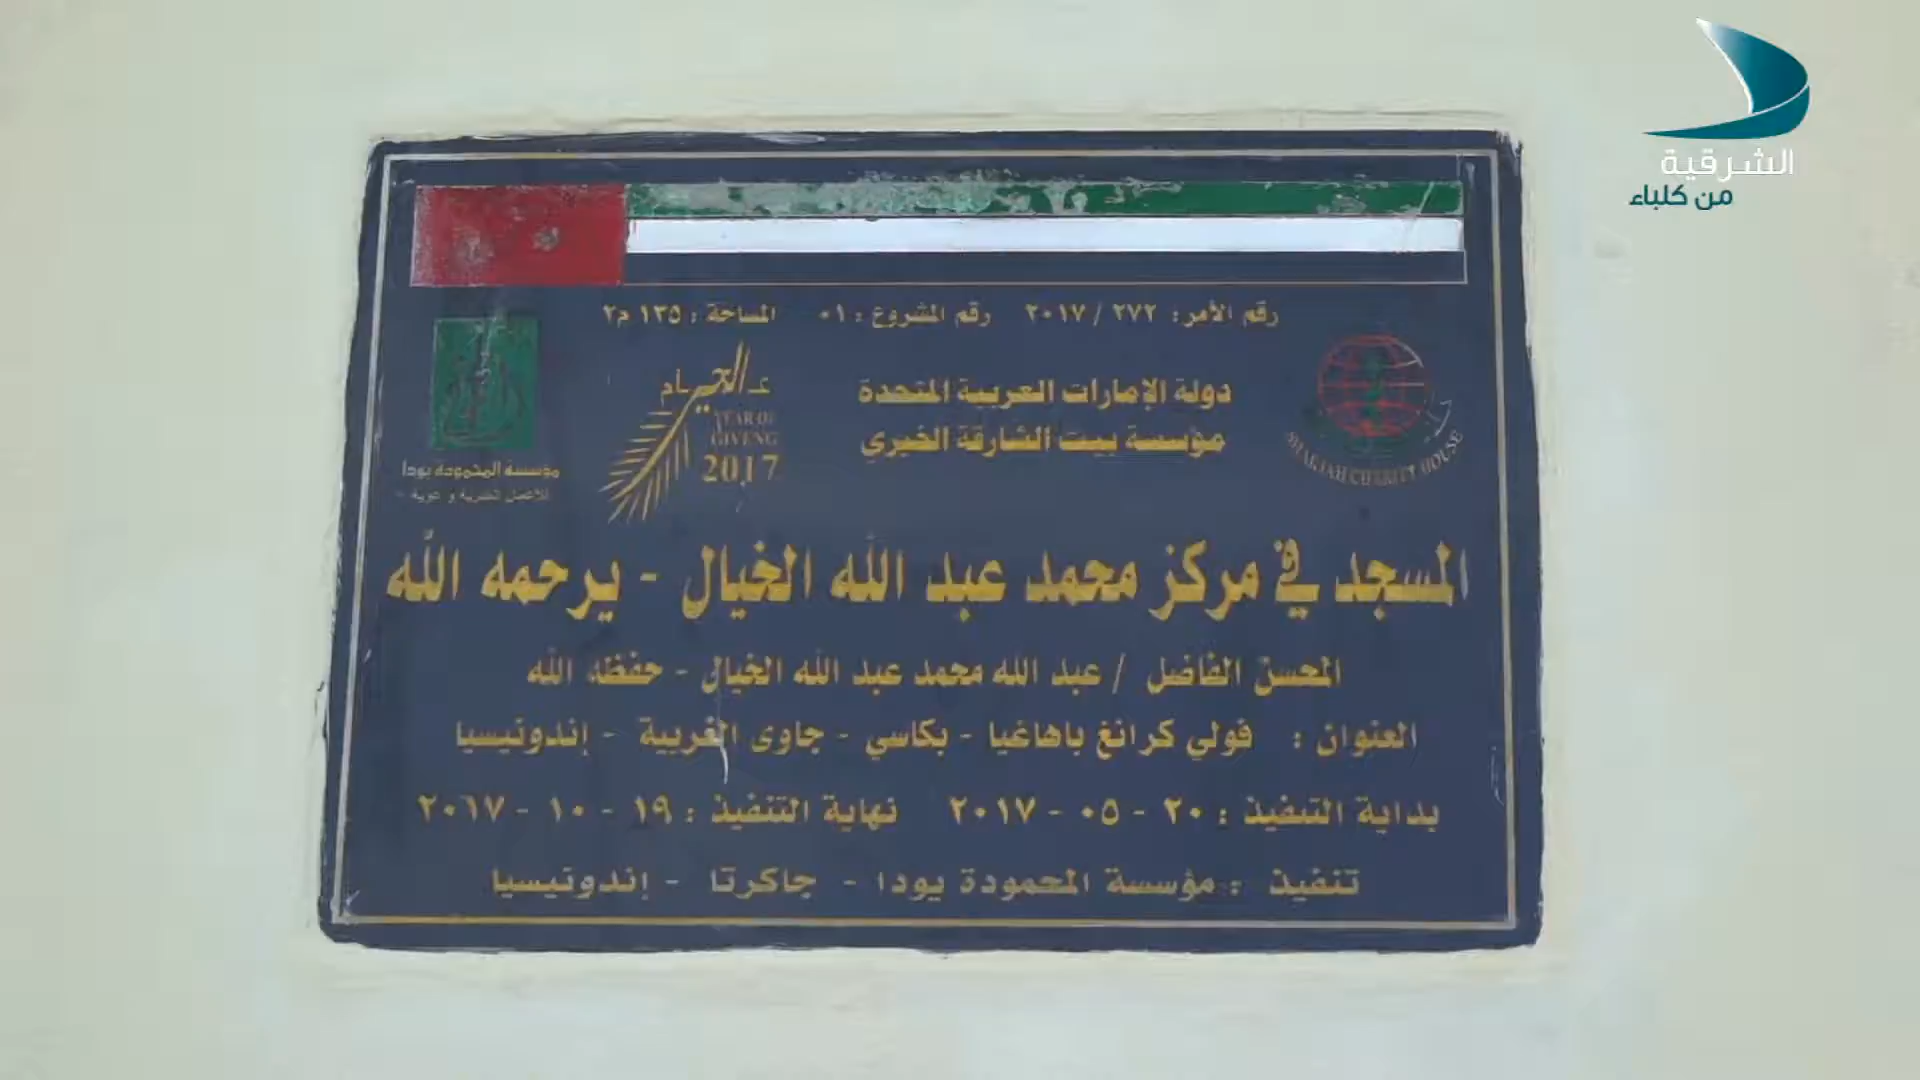 الشرقية
من كلباء
رقم الأمر: ٢٧٢ / ٢٠١٧ رقم المشروع : ٠١ المساحة : ١٣٥ م٢
دولة الإمارات العربية المتحدة
مؤسسة بيت الشارقة الخيري
SHARJAH CHARITY HOUSE
عـام الخير
YEAR OF
GIVENG
2017
مؤسسة المحمودة يودا
المسجد في مركز محمد عبد الله الخيال - يرحمه الله
المحسن الفاضل / عبد الله محمد عبد الله الخيال - حفظه الله
العنوان : فولي كرانغ باهاغيا - بكاسي - جاوى الغربية - إندونيسيا
بداية التنفيذ : ٢٠ - ٠٥ - ٢٠١٧ نهاية التنفيذ : ١٩ - ١٠ - ٢٠١٧
تنفيذ : مؤسسة المحمودة يودا - جاكرتا - إندونيسيا